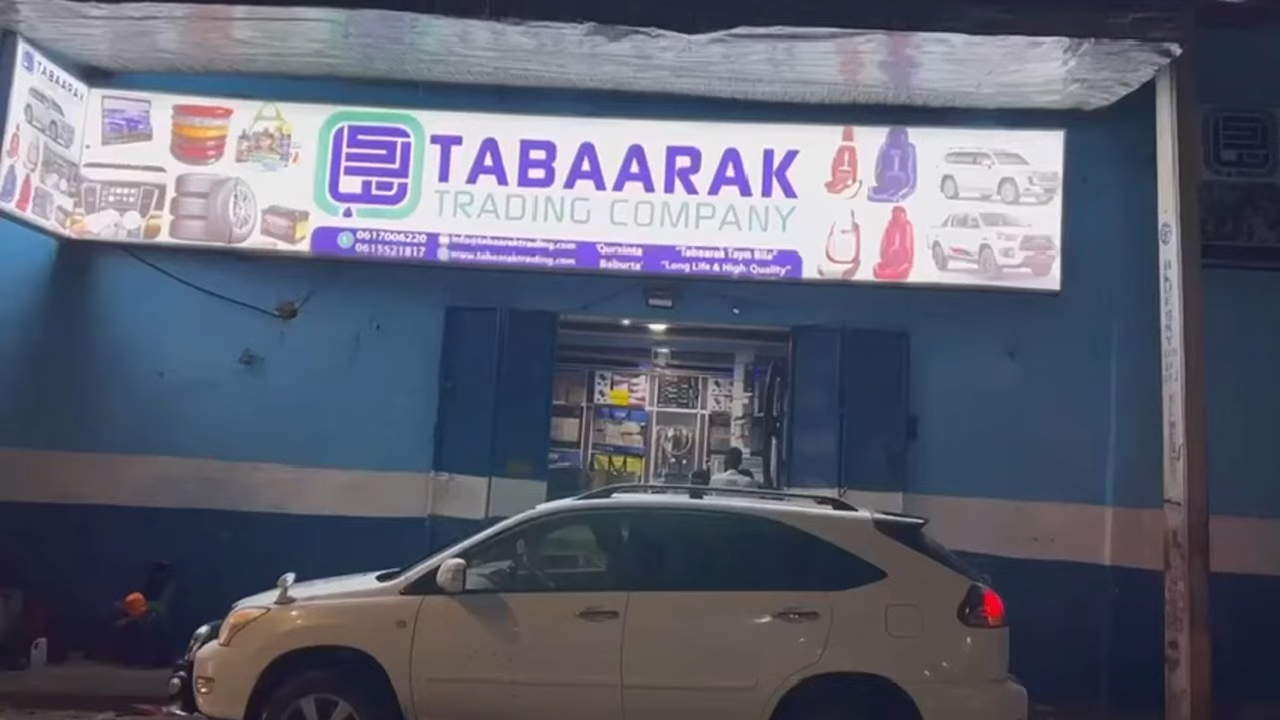 TABAARAK
TABAARAK
TRADING COMPANY
0617006220
0615521817
info@tabaaraktrading.com
www.tabaaraktrading.com
'Qurxinta
Baburta'
"Tabaarak Tayo Bila"
"Long Life & High Quality"